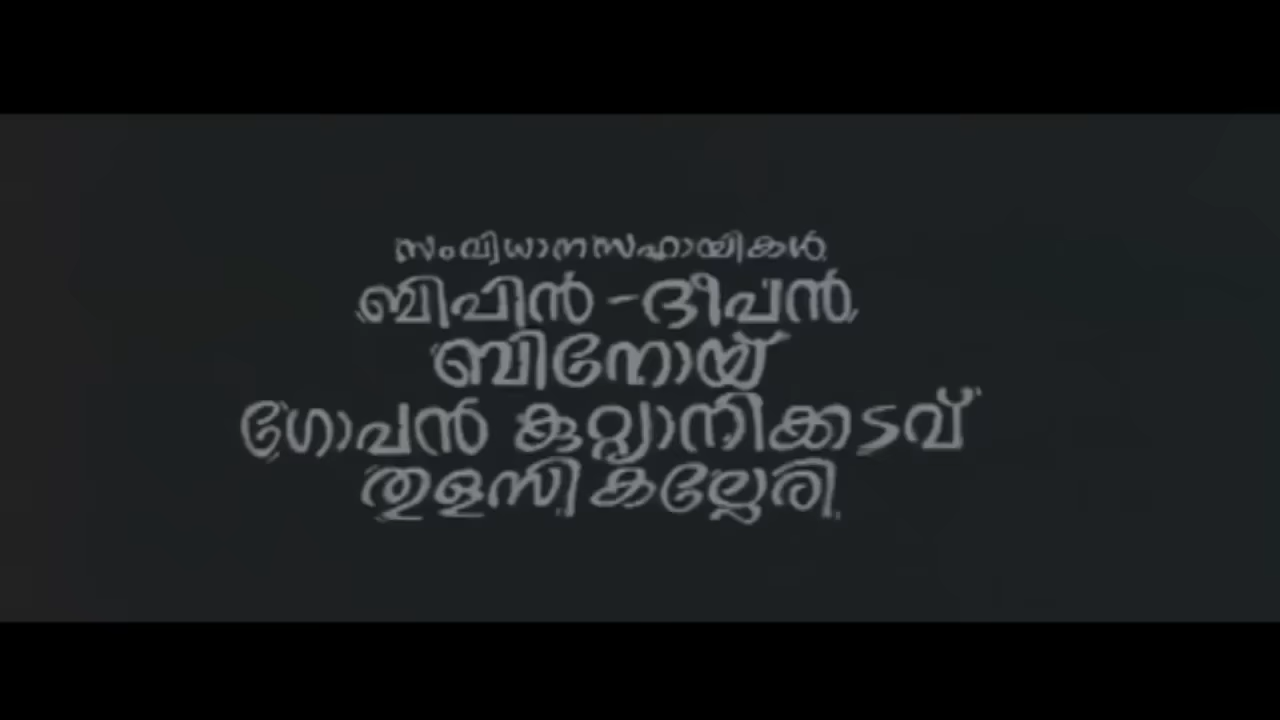 സംവിധാനസഹായികൾ
ബിപിൻ - ദീപൻ
ബിനോയ്
ഗോപൻ കുറ്റ്യാനിക്കടവ്
തുളസി കല്ലേരി